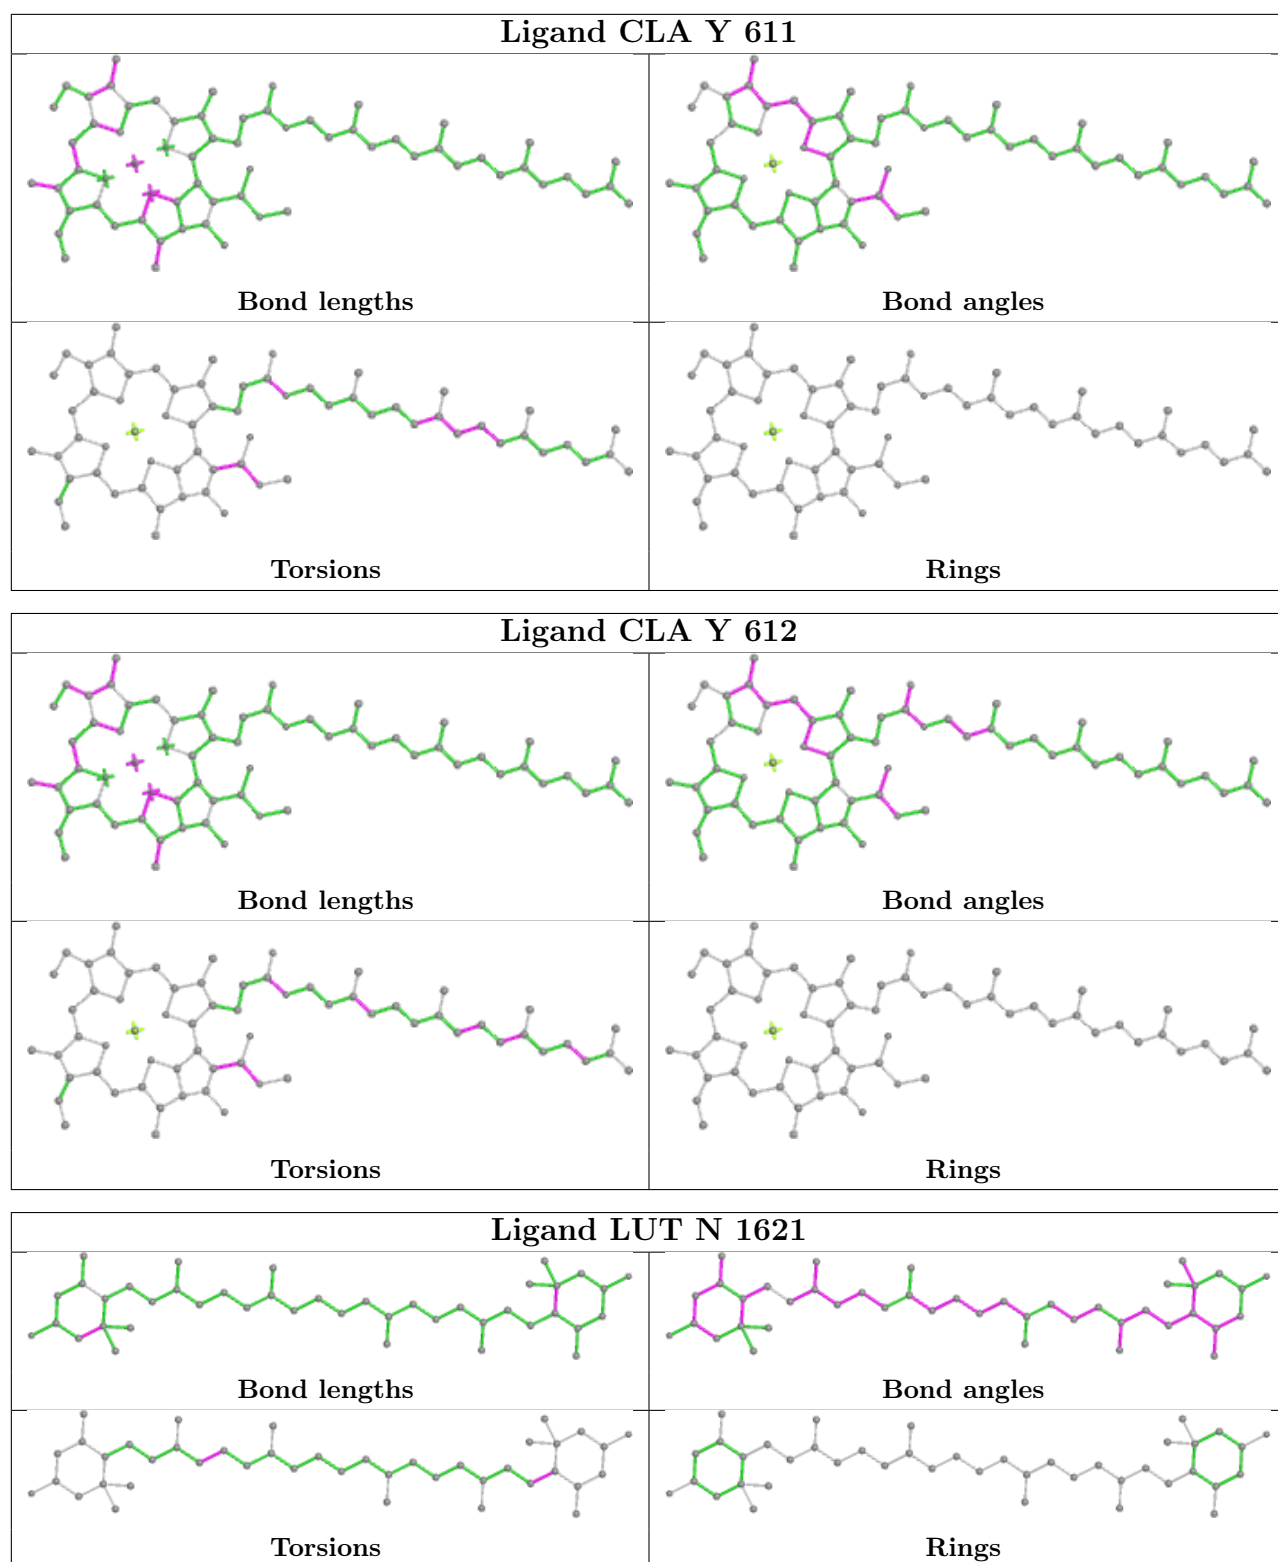 Ligand CLA Y 611
Bond lengths
Bond angles
Torsions
Rings
Ligand CLA Y 612
Bond lengths
Bond angles
Torsions
Rings
Ligand LUT N 1621
Bond lengths
Bond angles
Torsions
Rings